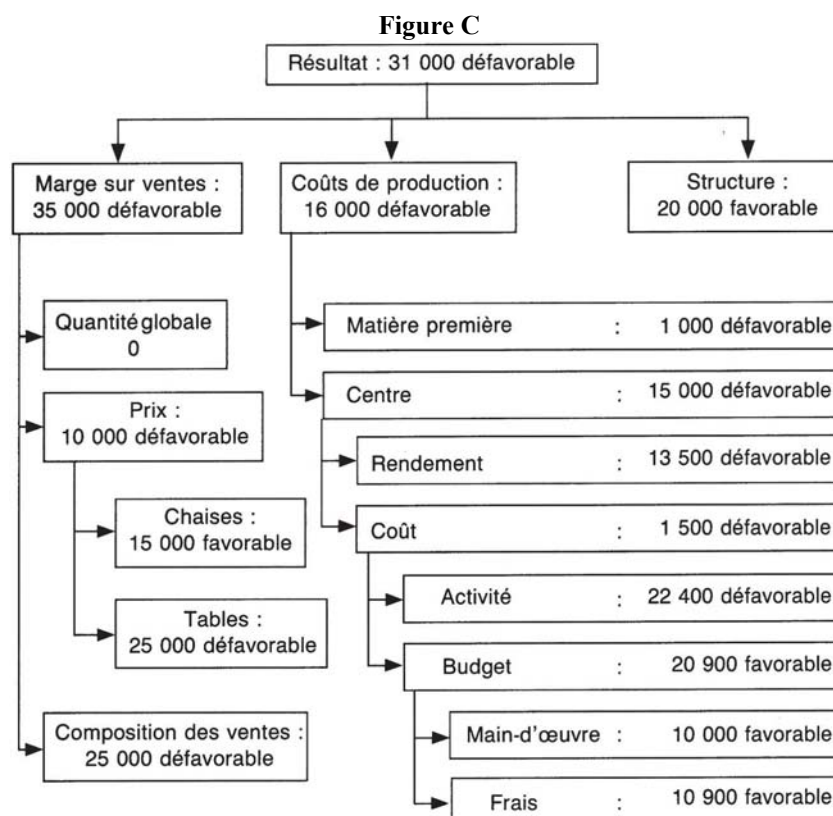 Figure C
Résultat : 31 000 défavorable
Marge sur ventes :
35 000 défavorable
Coûts de production :
16 000 défavorable
Structure :
20 000 favorable
Quantité globale
0
Prix :
10 000 défavorable
Chaises :
15 000 favorable
Tables :
25 000 défavorable
Composition des ventes :
25 000 défavorable
Matière première : 1 000 défavorable
Centre : 15 000 défavorable
Rendement : 13 500 défavorable
Coût : 1 500 défavorable
Activité : 22 400 défavorable
Budget : 20 900 favorable
Main-d'œuvre : 10 000 favorable
Frais : 10 900 favorable